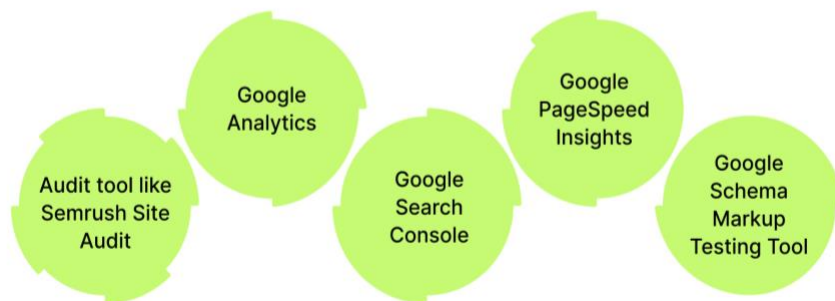 Audit tool like
Semrush Site
Audit
Google
Analytics
Google
Search
Console
Google
PageSpeed
Insights
Google
Schema
Markup
Testing Tool